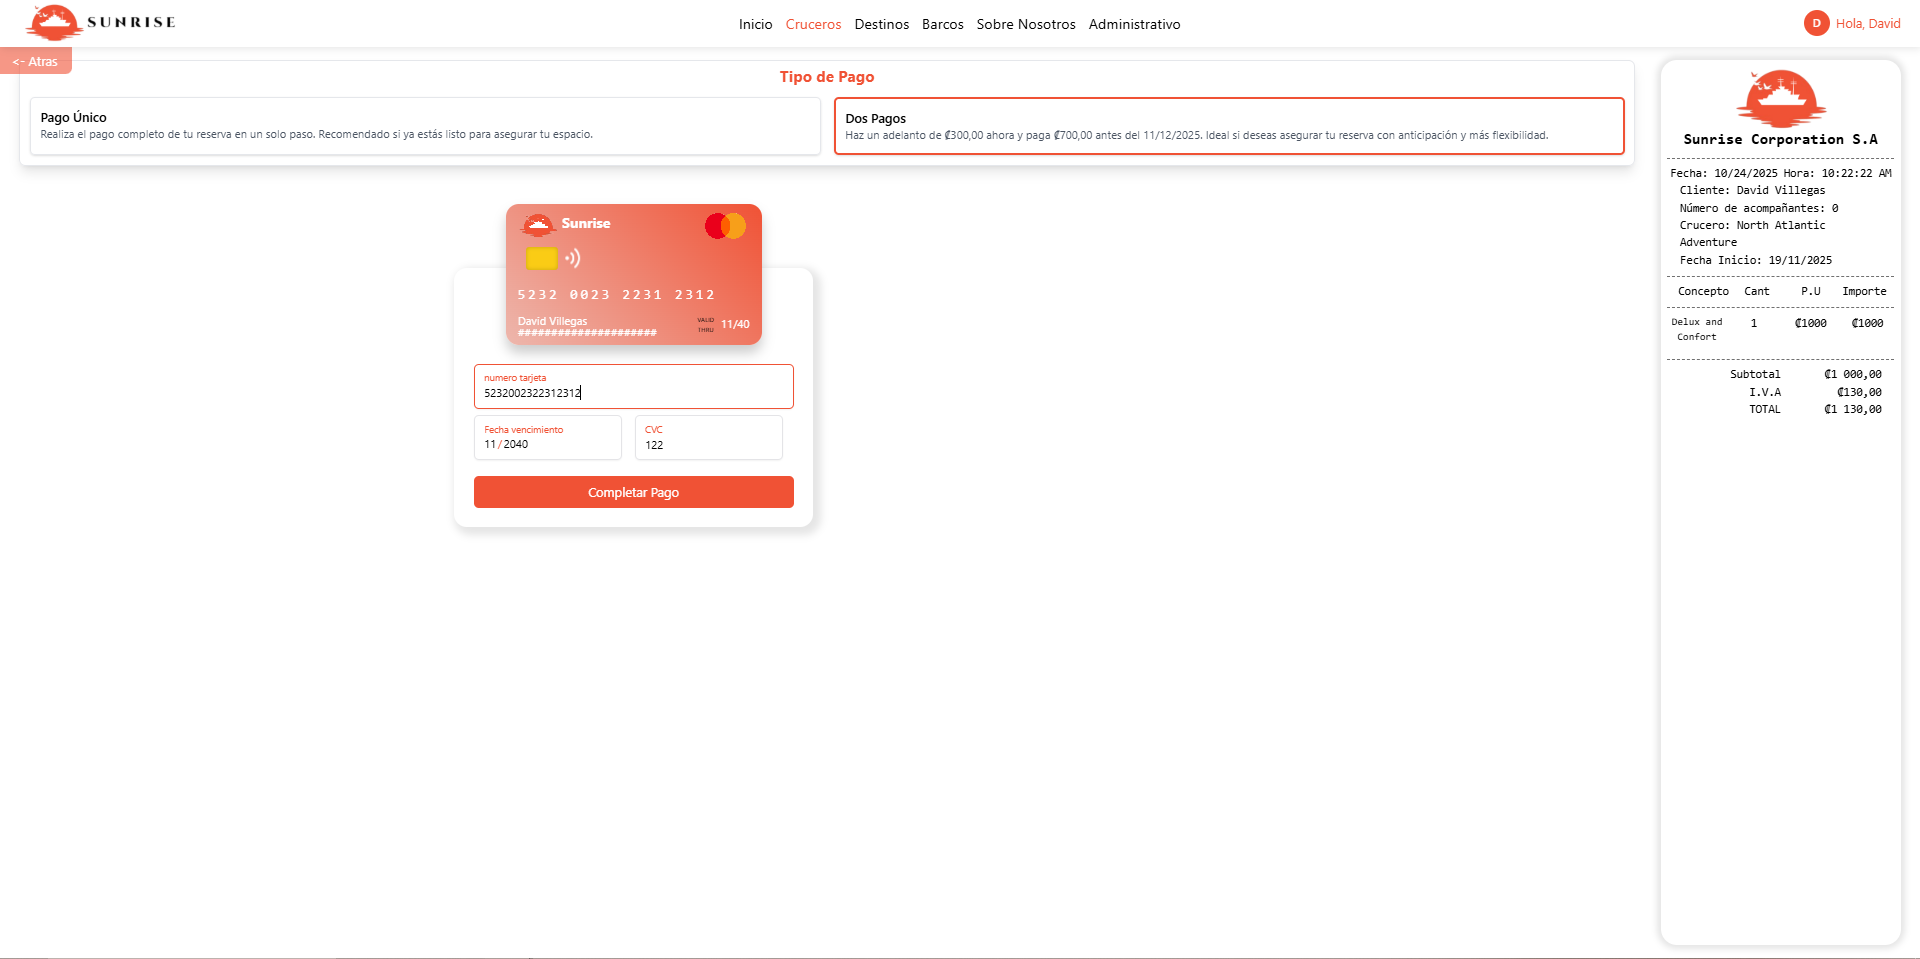 SUNRISE
Inicio Cruceros Destinos Barcos Sobre Nosotros Administrativo
D Hola, David
<- Atras
Tipo de Pago
Pago Único
Realiza el pago completo de tu reserva en un solo paso. Recomendado si ya estás listo para asegurar tu espacio.
Dos Pagos
Haz un adelanto de ₡300,00 ahora y paga ₡700,00 antes del 11/12/2025. Ideal si deseas asegurar tu reserva con anticipación y más flexibilidad.
Sunrise
5232 0023 2231 2312
David Villegas
VALID THRU 11/40
#####################
numero tarjeta
5232002322312312
Fecha vencimiento
11/2040
CVC
122
Completar Pago
Sunrise Corporation S.A
Fecha: 10/24/2025 Hora: 10:22:22 AM
Cliente: David Villegas
Número de acompañantes: 0
Crucero: North Atlantic
Adventure
Fecha Inicio: 19/11/2025
Concepto Cant P.U Importe
Delux and Confort 1 ₡1000 ₡1000
Subtotal ₡1 000,00
I.V.A ₡130,00
TOTAL ₡1 130,00